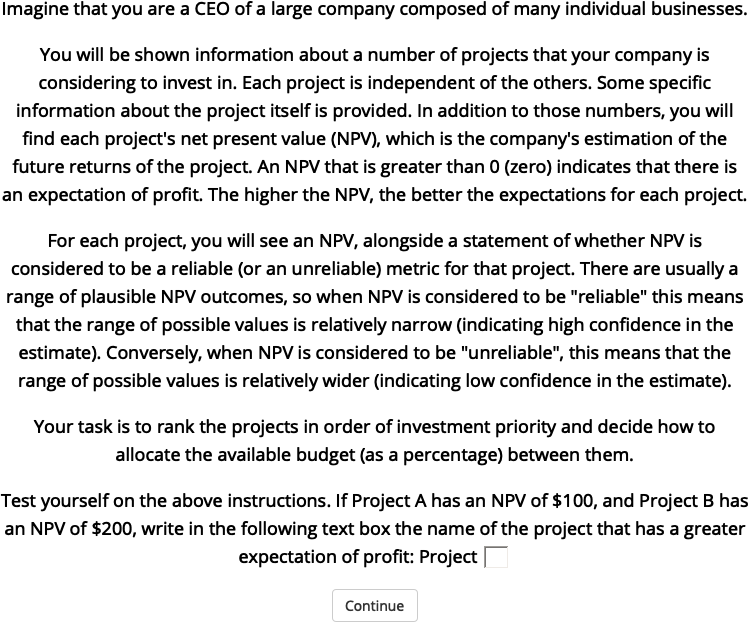 Imagine that you are a CEO of a large company composed of many individual businesses.
You will be shown information about a number of projects that your company is
considering to invest in. Each project is independent of the others. Some specific
information about the project itself is provided. In addition to those numbers, you will
find each project's net present value (NPV), which is the company's estimation of the
future returns of the project. An NPV that is greater than 0 (zero) indicates that there is
an expectation of profit. The higher the NPV, the better the expectations for each project.
For each project, you will see an NPV, alongside a statement of whether NPV is
considered to be a reliable (or an unreliable) metric for that project. There are usually a
range of plausible NPV outcomes, so when NPV is considered to be "reliable" this means
that the range of possible values is relatively narrow (indicating high confidence in the
estimate). Conversely, when NPV is considered to be "unreliable", this means that the
range of possible values is relatively wider (indicating low confidence in the estimate).
Your task is to rank the projects in order of investment priority and decide how to
allocate the available budget (as a percentage) between them.
Test yourself on the above instructions. If Project A has an NPV of $100, and Project B has
an NPV of $200, write in the following text box the name of the project that has a greater
expectation of profit: Project
Continue